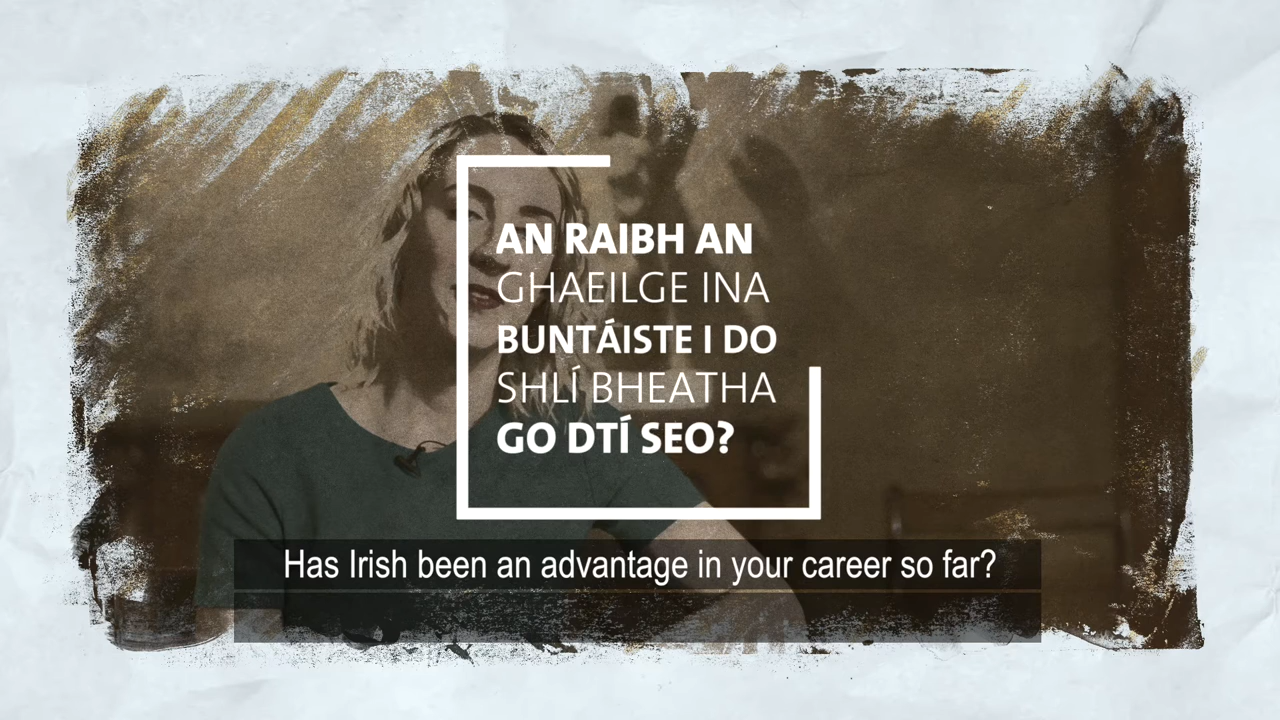 AN RAIBH AN
GHAEILGE INA
BUNTÁISTE I DO
SHLÍ BHEATHA
GO DTÍ SEO?
Has Irish been an advantage in your career so far?